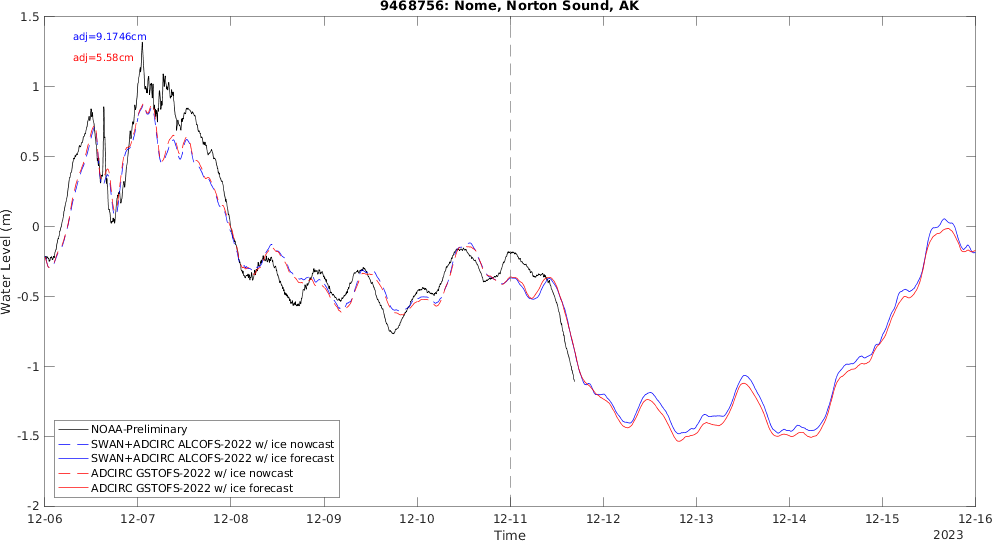 9468756: Nome, Norton Sound, AK
1.5
adj=9.1746cm
adj=5.58cm
1
0.5
0
-0.5
-1
-1.5
-2
Water Level (m)
NOAA-Preliminary
SWAN+ADCIRC ALCOFS-2022 w/ ice nowcast
SWAN+ADCIRC ALCOFS-2022 w/ ice forecast
ADCIRC GSTOFS-2022 w/ ice nowcast
ADCIRC GSTOFS-2022 w/ ice forecast
12-06 12-07 12-08 12-09 12-10 12-11 12-12 12-13 12-14 12-15 12-16
Time
2023